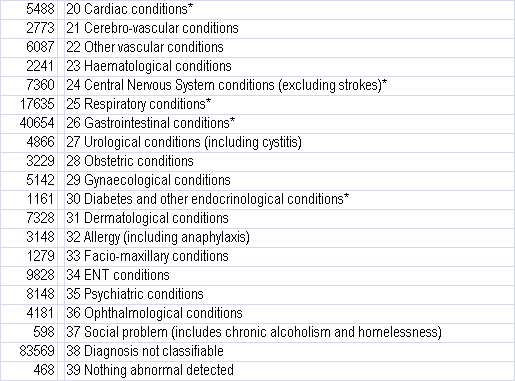 5488 20 Cardiac conditions*
2773 21 Cerebro-vascular conditions
6087 22 Other vascular conditions
2241 23 Haematological conditions
7360 24 Central Nervous System conditions (excluding strokes)*
17635 25 Respiratory conditions*
40654 26 Gastrointestinal conditions*
4866 27 Urological conditions (including cystitis)
3229 28 Obstetric conditions
5142 29 Gynaecological conditions
1161 30 Diabetes and other endocrinological conditions*
7328 31 Dermatological conditions
3148 32 Allergy (including anaphylaxis)
1279 33 Facio-maxillary conditions
9828 34 ENT conditions
8148 35 Psychiatric conditions
4181 36 Ophthalmological conditions
598 37 Social problem (includes chronic alcoholism and homelessness)
83569 38 Diagnosis not classifiable
468 39 Nothing abnormal detected